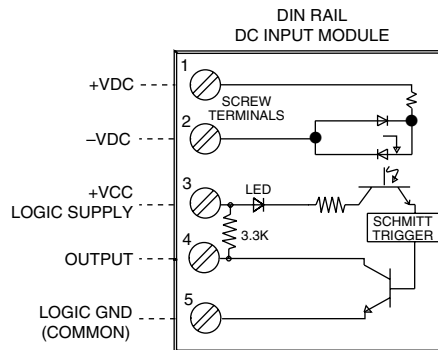 DIN RAIL
DC INPUT MODULE
1
+VDC
SCREW
TERMINALS
2
–VDC
+VCC
LOGIC SUPPLY
3
LED
3.3K
SCHMITT
TRIGGER
4
OUTPUT
5
LOGIC GND
(COMMON)